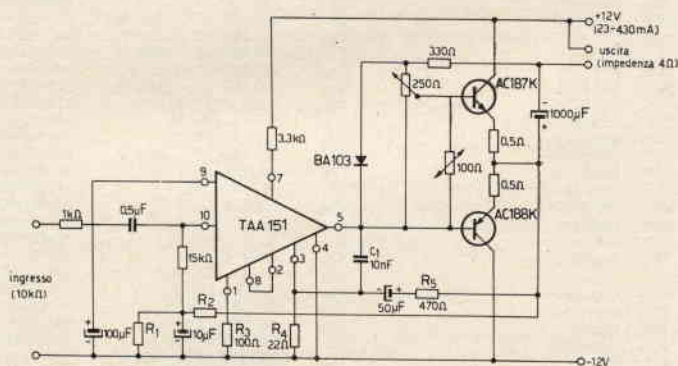 +12V
(23-430mA)
uscita
(impedenza 4Ω)
330Ω
250Ω
AC187K
1000µF
-
+
3,3kΩ
BA103
0,5Ω
100Ω
0,5Ω
AC188K
7
9
1kΩ
0,5µF
10
TAA 151
5
4
3
2
8
1
15kΩ
C1
10nF
ingresso
(10kΩ)
R2
50µF
+
R5
470Ω
+
100µF
-
R1
+
10µF
-
R3
100Ω
R4
22Ω
-12V